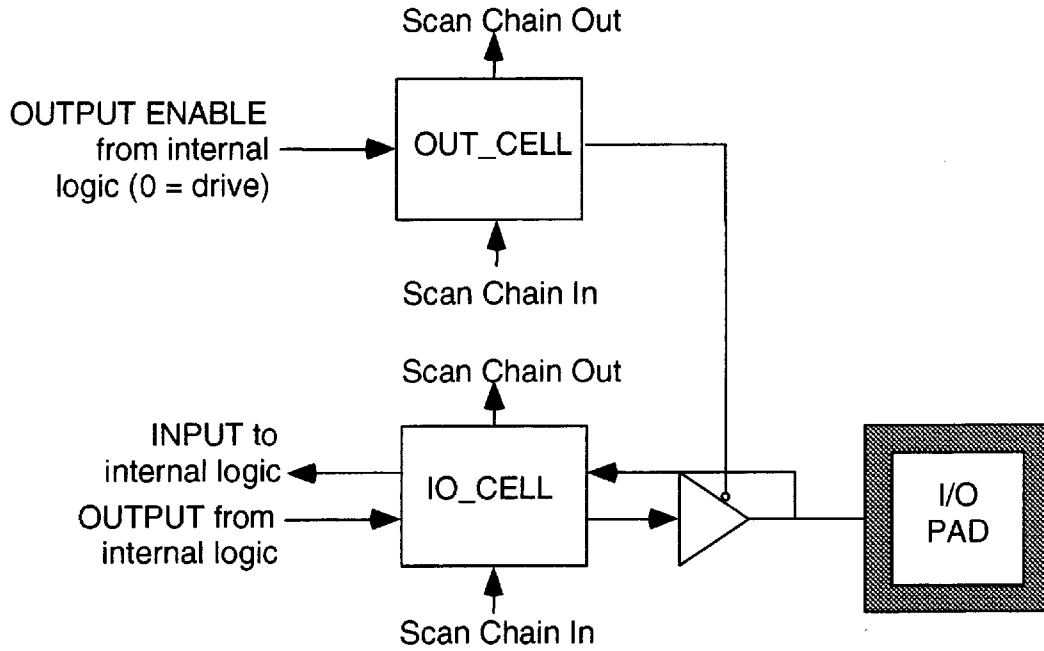 Scan Chain Out
OUTPUT ENABLE
from internal
logic (0 = drive)
OUT_CELL
Scan Chain In
Scan Chain Out
INPUT to
internal logic
OUTPUT from
internal logic
IO_CELL
I/O
PAD
Scan Chain In